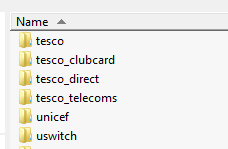 Name
tesco
tesco_clubcard
tesco_direct
tesco_telecoms
unicef
uswitch